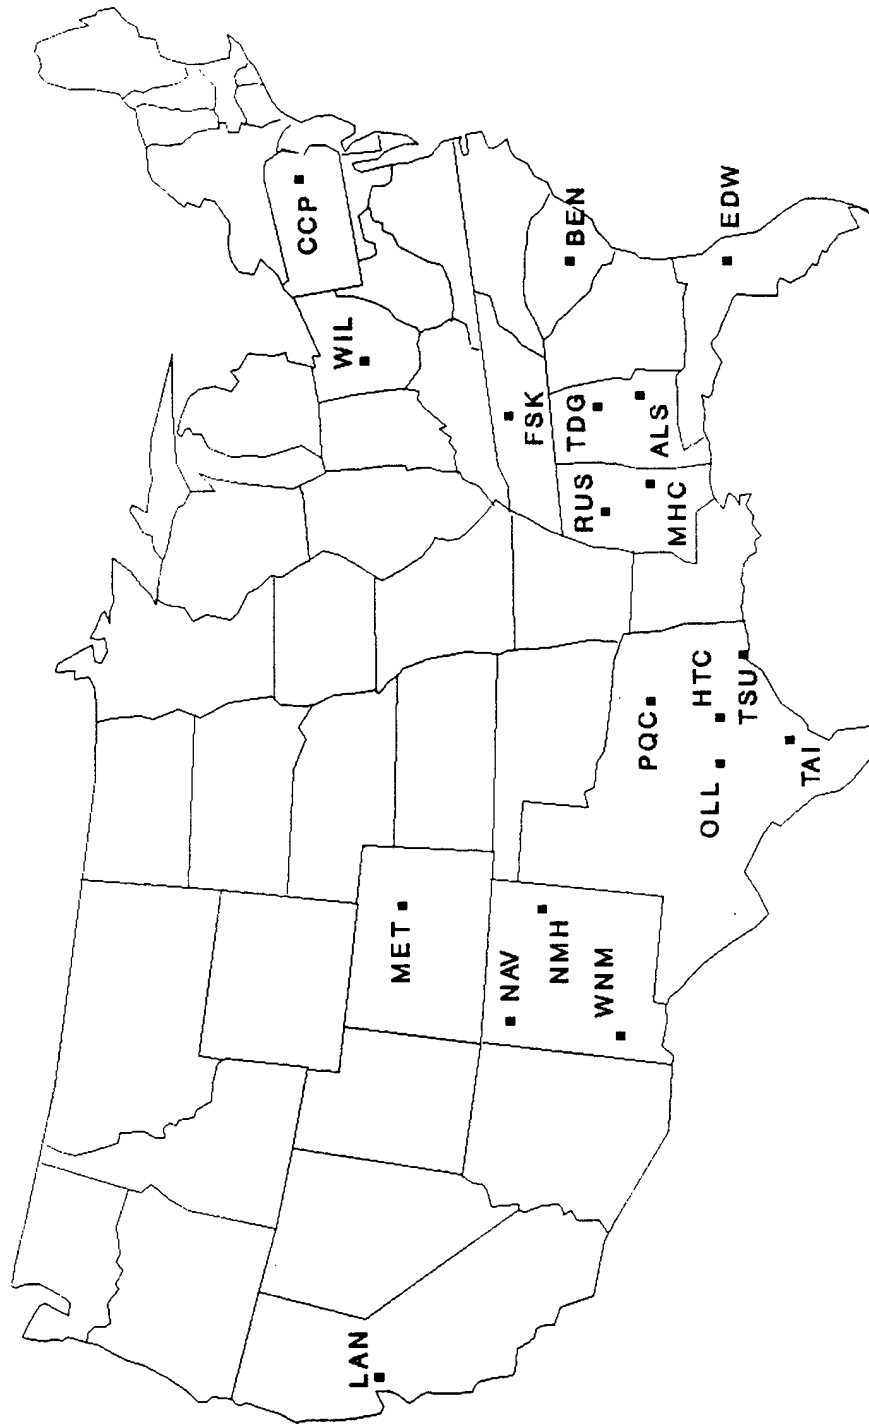 CCP
WIL
BEN
EDW
FSK
TDG
ALS
RUS
MHC
PQC
HTC
TSU
OLL
TAI
MET
NAV
NMH
WNM
LAN